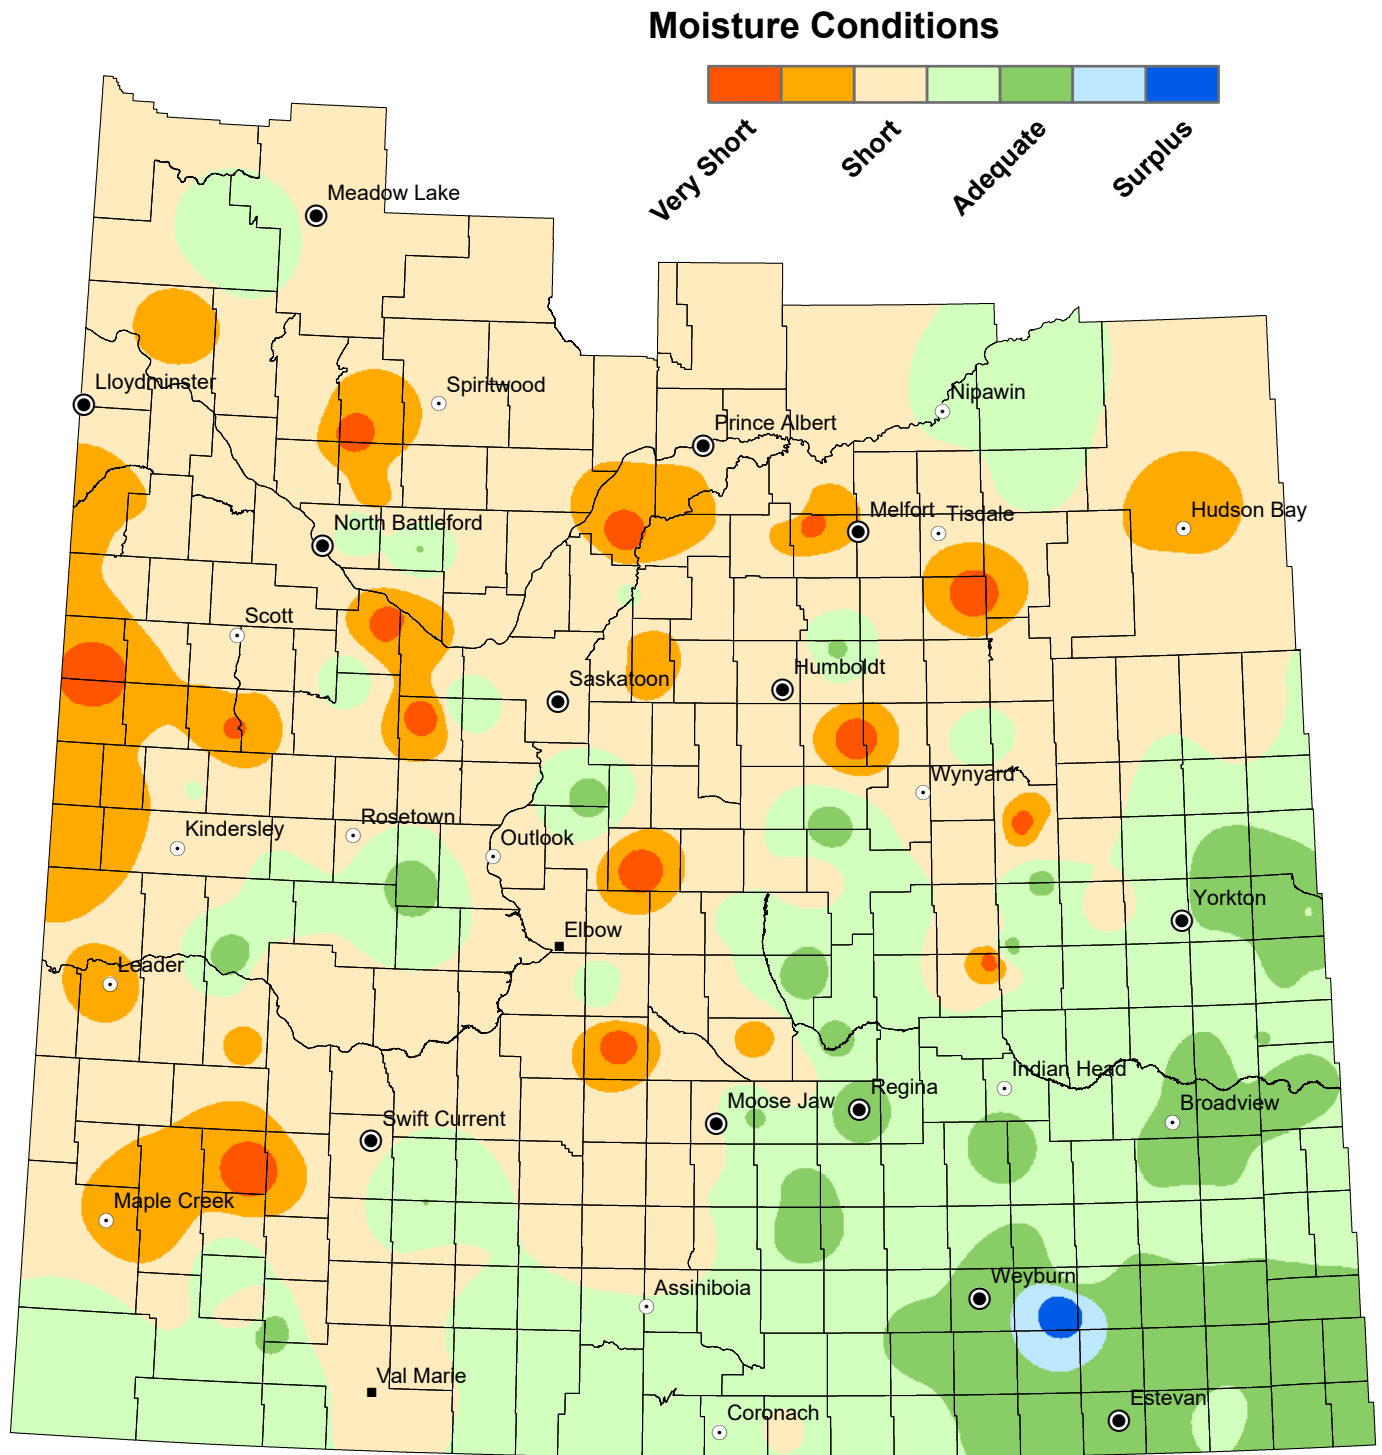 Moisture Conditions
Very Short
Short
Adequate
Surplus
Meadow Lake
Lloydminster
Spiritwood
Nipawin
Prince Albert
North Battleford
Melfort
Tisdale
Hudson Bay
Scott
Saskatoon
Humboldt
Wynyard
Kindersley
Rosetown
Outlook
Yorkton
Elbow
Leader
Indian Head
Regina
Moose Jaw
Broadview
Swift Current
Maple Creek
Weyburn
Assiniboia
Val Marie
Coronach
Estevan